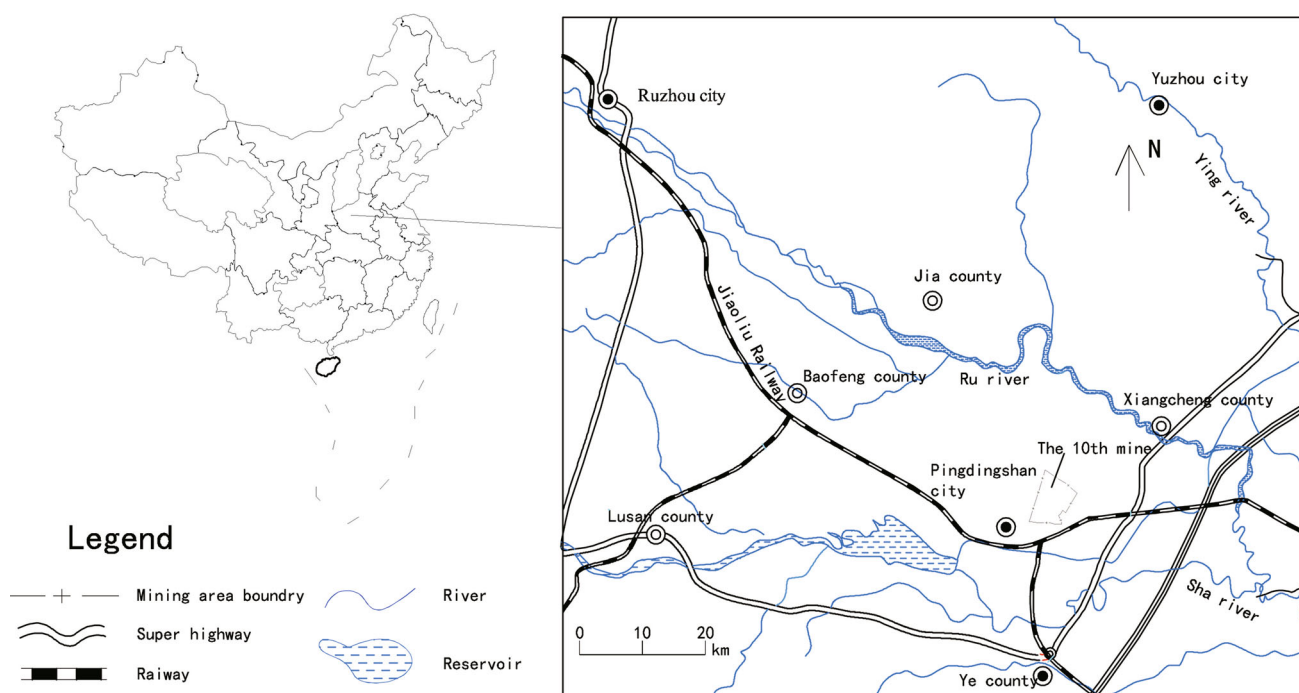 Legend
Mining area boundry
Super highway
Raiway
River
Reservoir
Ruzhou city
Yuzhou city
N
Ying river
Jia county
Jiaoliu Railway
Baofeng county
Ru river
Xiangcheng county
The 10th mine
Pingdingshan
city
Lusan county
Sha river
0 10 20
km
Ye county